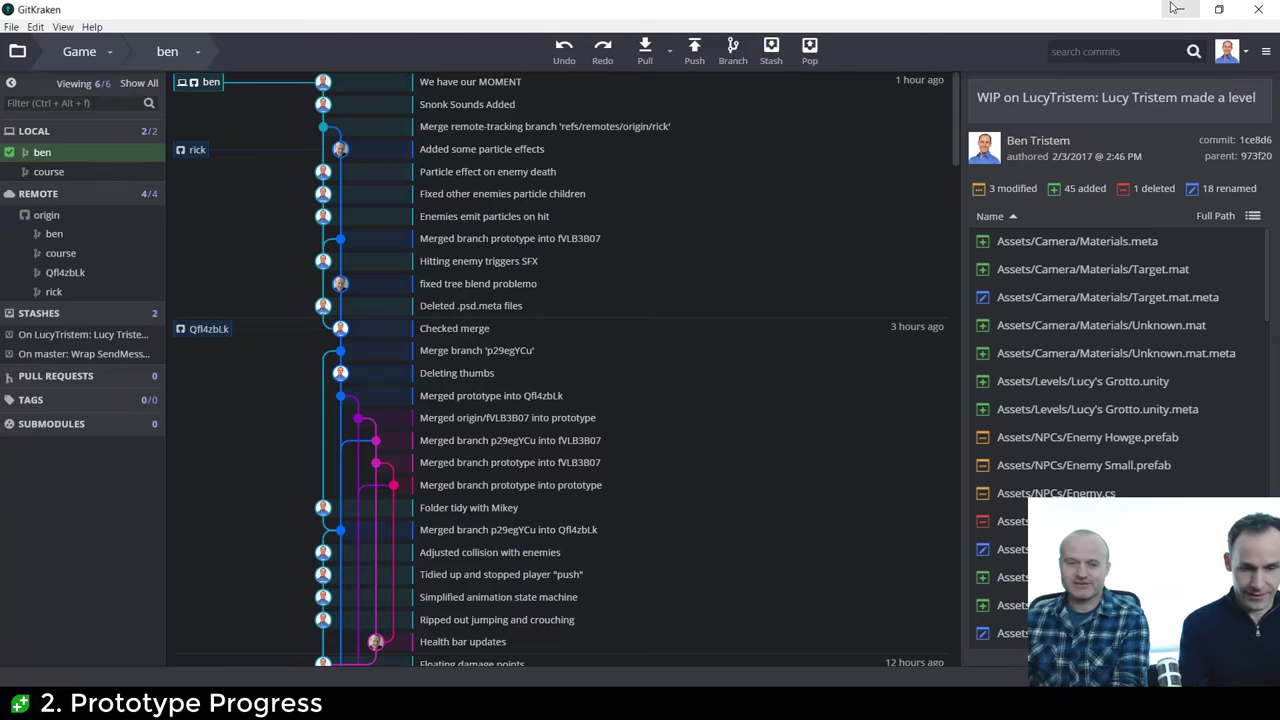 GitKraken
File Edit View Help
Game ben Undo Redo Pull Push Branch Stash Pop search commits
Viewing 6/6 Show All
Filter (Ctrl + Alt + f)
LOCAL 2/2
ben
course
REMOTE 4/4
origin
ben
course
Qfl4zbLk
rick
STASHES 2
On LucyTristem: Lucy Triste...
On master: Wrap SendMess...
PULL REQUESTS 0
TAGS 0/0
SUBMODULES 0
ben We have our MOMENT 1 hour ago
Snonk Sounds Added
Merge remote-tracking branch 'refs/remotes/origin/rick'
rick Added some particle effects
Particle effect on enemy death
Fixed other enemies particle children
Enemies emit particles on hit
Merged branch prototype into fVLB3B07
Hitting enemy triggers SFX
fixed tree blend problemo
Deleted .psd.meta files
Qfl4zbLk Checked merge 3 hours ago
Merge branch 'p29egYCu'
Deleting thumbs
Merged prototype into Qfl4zbLk
Merged origin/fVLB3B07 into prototype
Merged branch p29egYCu into fVLB3B07
Merged branch prototype into fVLB3B07
Merged branch prototype into prototype
Folder tidy with Mikey
Merged branch p29egYCu into Qfl4zbLk
Adjusted collision with enemies
Tidied up and stopped player "push"
Simplified animation state machine
Ripped out jumping and crouching
Health bar updates
Floating damage points 12 hours ago
WIP on LucyTristem: Lucy Tristem made a level
Ben Tristem commit: 1ce8d6
authored 2/3/2017 @ 2:46 PM parent: 973f20
3 modified 45 added 1 deleted 18 renamed
Name Full Path
Assets/Camera/Materials.meta
Assets/Camera/Materials/Target.mat
Assets/Camera/Materials/Target.mat.meta
Assets/Camera/Materials/Unknown.mat
Assets/Camera/Materials/Unknown.mat.meta
Assets/Levels/Lucy's Grotto.unity
Assets/Levels/Lucy's Grotto.unity.meta
Assets/NPCs/Enemy Howge.prefab
Assets/NPCs/Enemy Small.prefab
Assets/NPCs/Enemy.cs
Assets
Assets
Assets
Assets
Assets
2. Prototype Progress